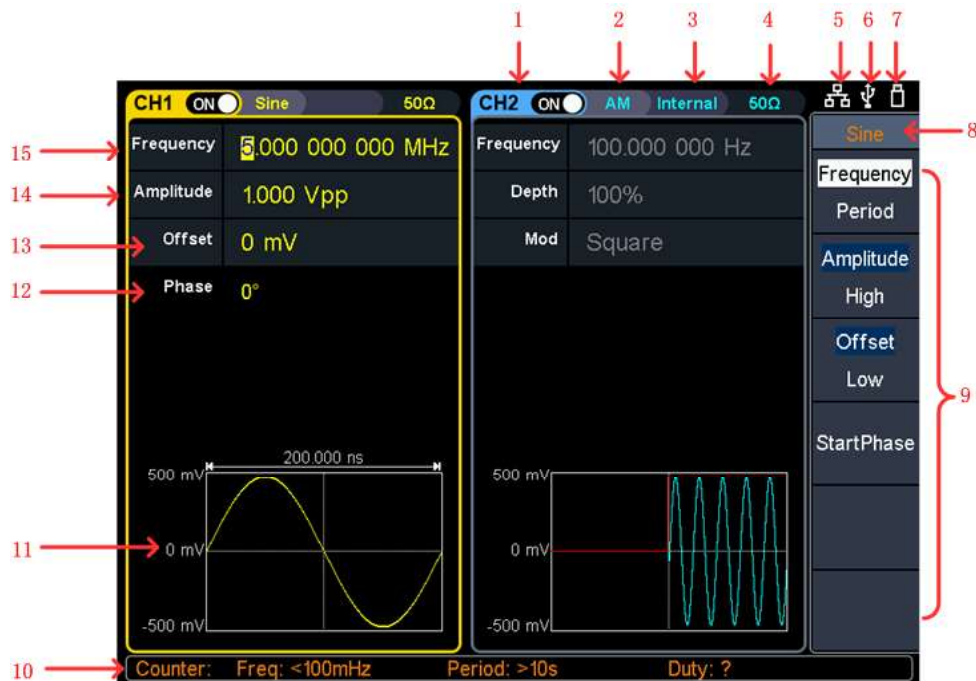 1 2 3 4 5 6 7
CH1 ON Sine 50Ω
CH2 ON AM Internal 50Ω
Sine
8
15
Frequency 5.000 000 000 MHz
Frequency 100.000 000 Hz
Frequency
Period
14
Amplitude 1.000 Vpp
Depth 100%
Amplitude
High
13
Offset 0 mV
Mod Square
Offset
Low
12
Phase 0°
9
StartPhase
200.000 ns
500 mV
500 mV
11
0 mV
0 mV
-500 mV
-500 mV
10
Counter: Freq: <100mHz Period: >10s Duty: ?